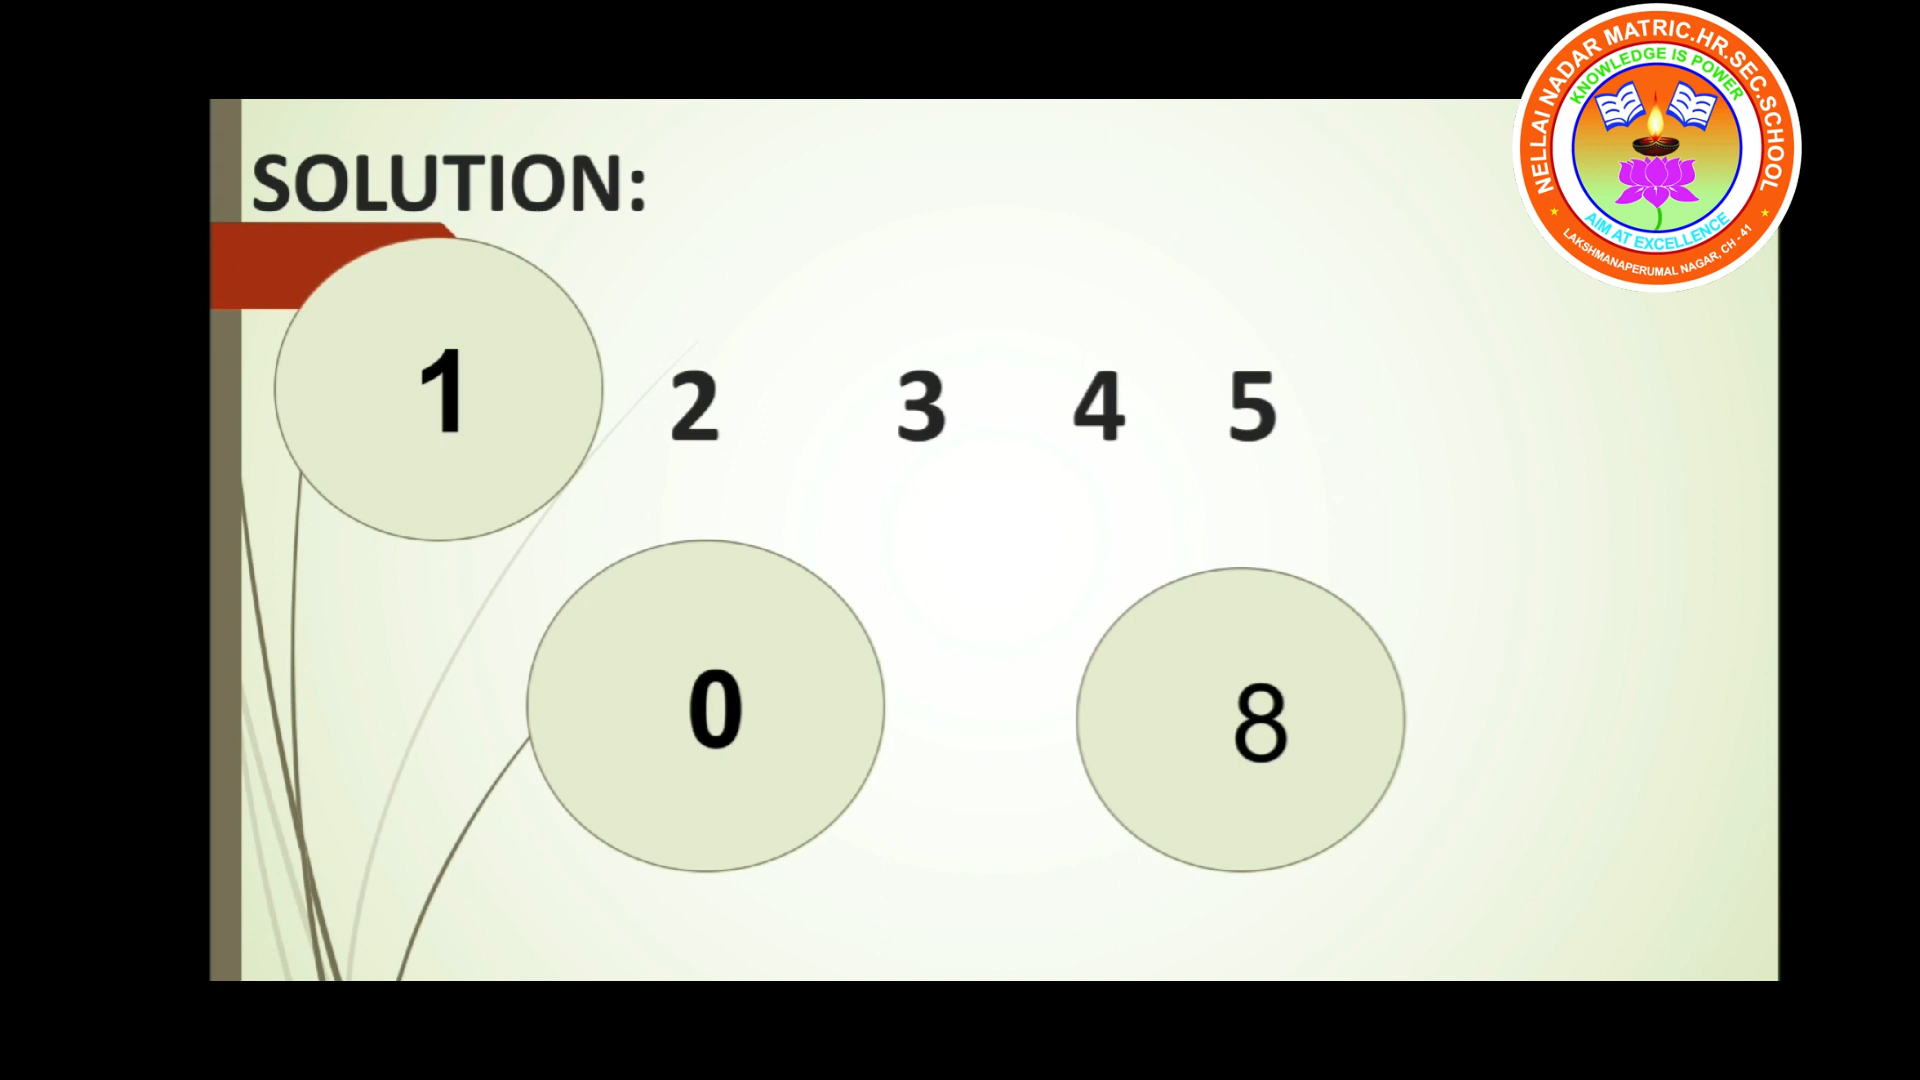 NELLAI NADAR MATRIC.HR.SEC.SCHOOL
KNOWLEDGE IS POWER
AIM AT EXCELLENCE
LAKSHMANAPERUMAL NAGAR, CH - 41
SOLUTION:
1 2 3 4 5
0 8